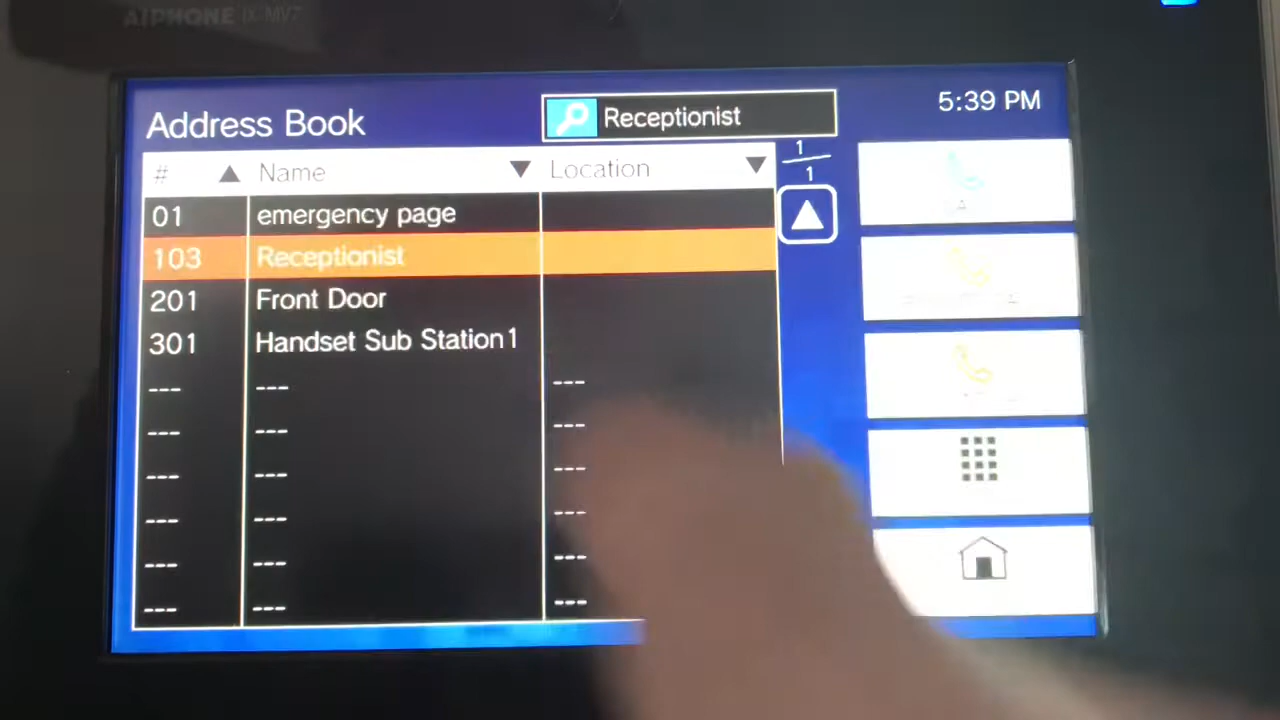 AIPHONE IX-MV7
Address Book
Receptionist
5:39 PM
# ▲ Name ▼ Location ▼
1
1
01 emergency page
103 Receptionist
201 Front Door
301 Handset Sub Station1
--- --- ---
--- --- ---
--- --- ---
--- --- ---
--- --- ---
--- --- ---